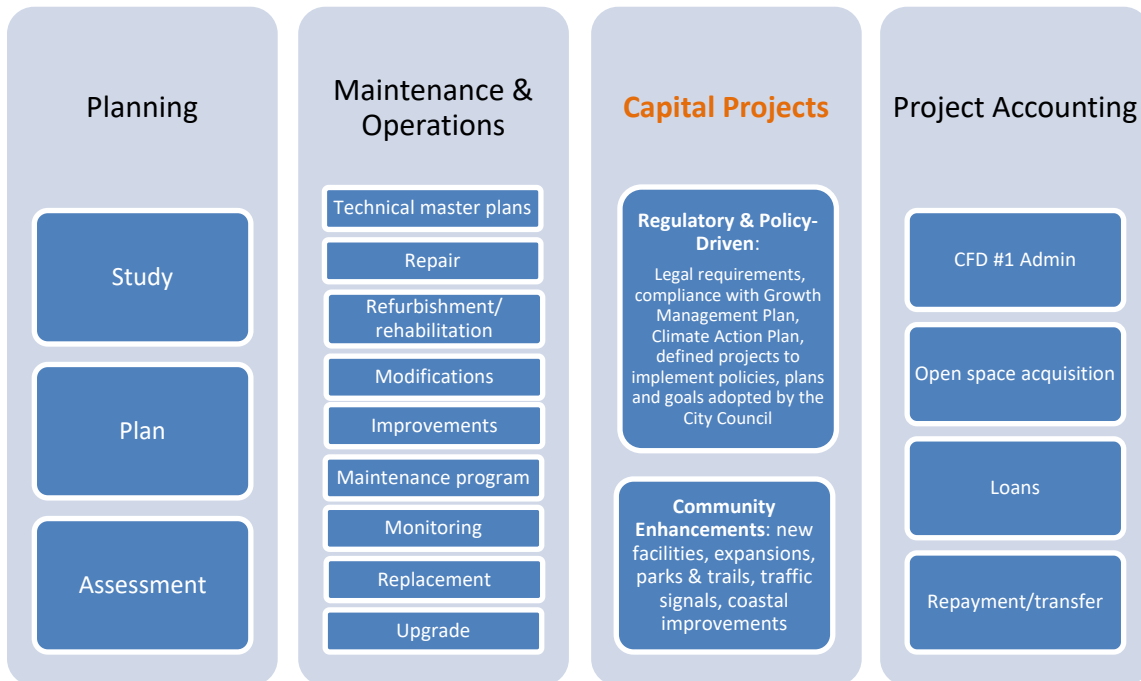 Planning
Study
Plan
Assessment
Maintenance &
Operations
Technical master plans
Repair
Refurbishment/
rehabilitation
Modifications
Improvements
Maintenance program
Monitoring
Replacement
Upgrade
Capital Projects
Regulatory & Policy-
Driven:
Legal requirements,
compliance with Growth
Management Plan,
Climate Action Plan,
defined projects to
implement policies, plans
and goals adopted by the
City Council
Community
Enhancements: new
facilities, expansions,
parks & trails, traffic
signals, coastal
improvements
Project Accounting
CFD #1 Admin
Open space acquisition
Loans
Repayment/transfer